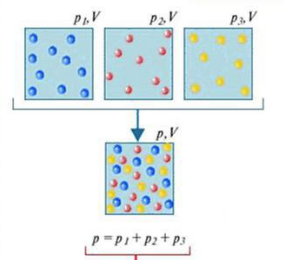 p₁,V p₂,V p₃,V
p,V
p = p₁ + p₂ + p₃